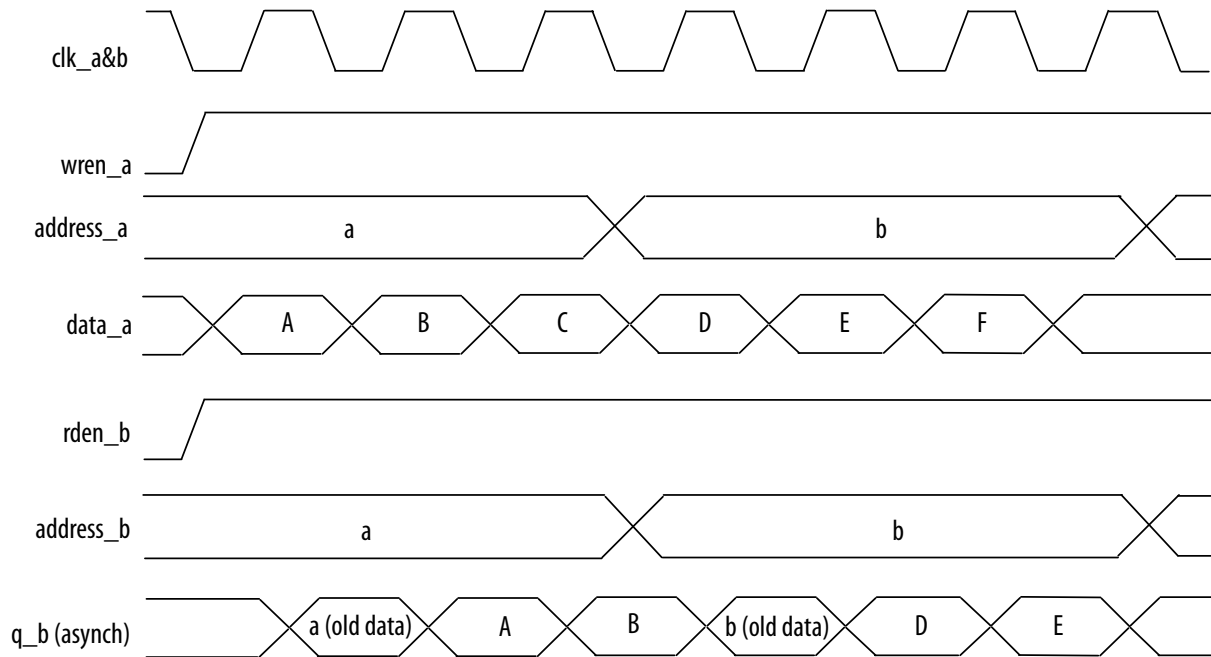 clk_a&b
wren_a
address_a a b
data_a A B C D E F
rden_b
address_b a b
q_b (asynch) a (old data) A B b (old data) D E